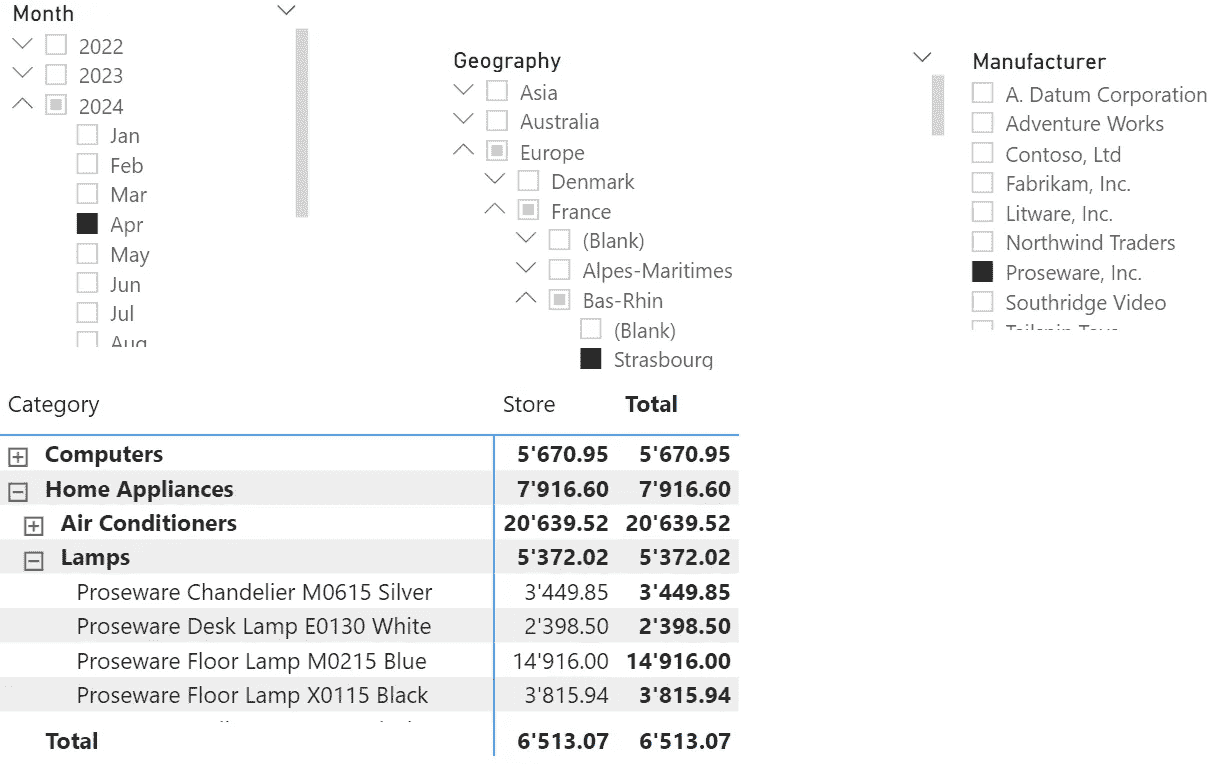 Month
2022
2023
2024
Jan
Feb
Mar
Apr
May
Jun
Jul
Aug
Geography
Asia
Australia
Europe
Denmark
France
(Blank)
Alpes-Maritimes
Bas-Rhin
(Blank)
Strasbourg
Manufacturer
A. Datum Corporation
Adventure Works
Contoso, Ltd
Fabrikam, Inc.
Litware, Inc.
Northwind Traders
Proseware, Inc.
Southridge Video
Tailspin Toys
Category Store Total
Computers 5'670.95 5'670.95
Home Appliances 7'916.60 7'916.60
Air Conditioners 20'639.52 20'639.52
Lamps 5'372.02 5'372.02
Proseware Chandelier M0615 Silver 3'449.85 3'449.85
Proseware Desk Lamp E0130 White 2'398.50 2'398.50
Proseware Floor Lamp M0215 Blue 14'916.00 14'916.00
Proseware Floor Lamp X0115 Black 3'815.94 3'815.94
Total 6'513.07 6'513.07